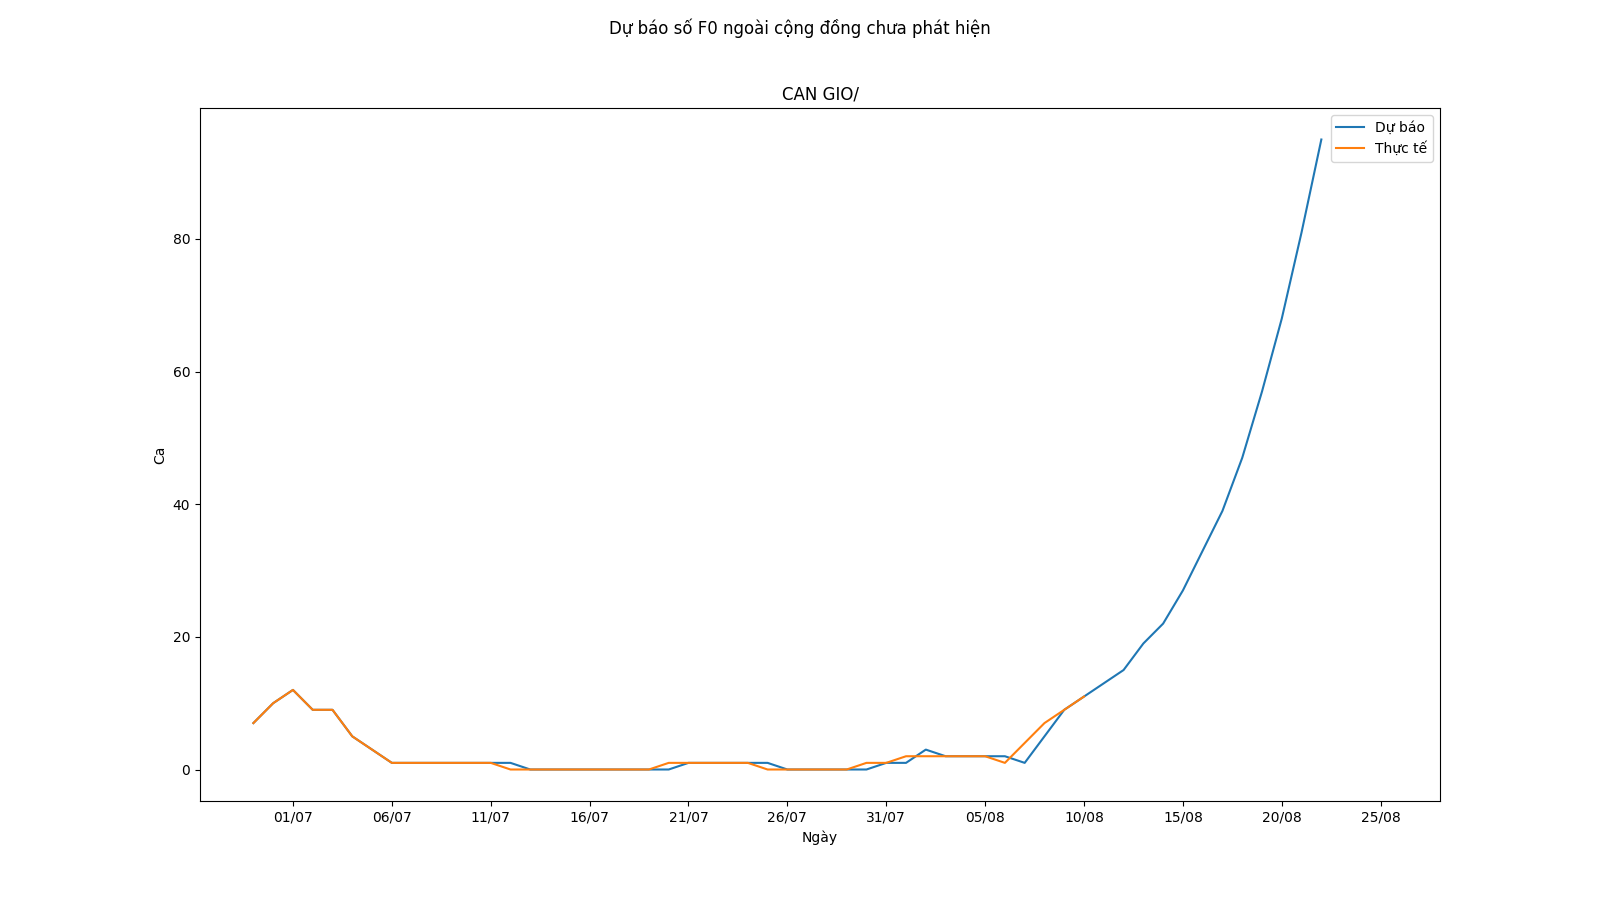 Dự báo số F0 ngoài cộng đồng chưa phát hiện
CAN GIO/
Dự báo
Thực tế
80
60
40
20
0
Ca
01/07 06/07 11/07 16/07 21/07 26/07 31/07 05/08 10/08 15/08 20/08 25/08
Ngày